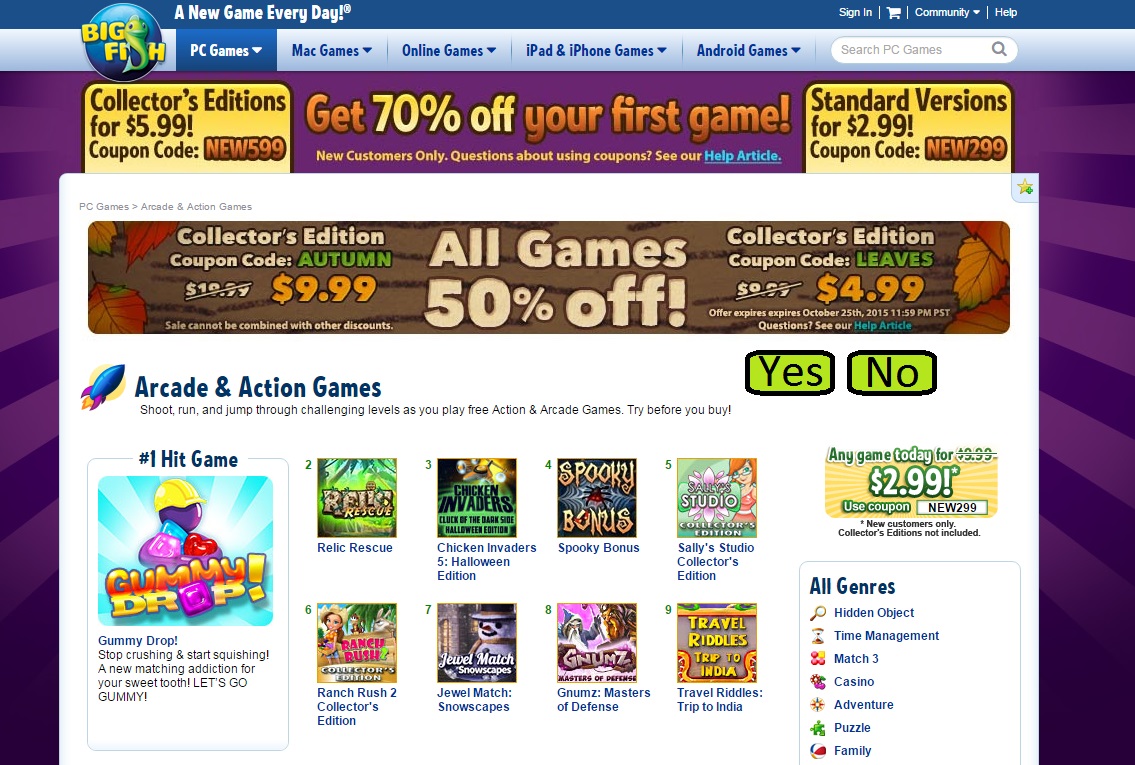 A New Game Every Day!®
Sign In
Community
Help
BIG FISH
PC Games
Mac Games
Online Games
iPad & iPhone Games
Android Games
Search PC Games
Collector's Editions
for $5.99!
Coupon Code: NEW599
Get 70% off your first game!
New Customers Only. Questions about using coupons? See our Help Article.
Standard Versions
for $2.99!
Coupon Code: NEW299
PC Games > Arcade & Action Games
Collector's Edition
Coupon Code: AUTUMN
$19.99 $9.99
Sale cannot be combined with other discounts.
All Games
50% off!
Collector's Edition
Coupon Code: LEAVES
$9.99 $4.99
Offer expires expires October 25th, 2015 11:59 PM PST
Questions? See our Help Article
Yes
No
Arcade & Action Games
Shoot, run, and jump through challenging levels as you play free Action & Arcade Games. Try before you buy!
#1 Hit Game
GUMMY DROP!
Gummy Drop!
Stop crushing & start squishing!
A new matching addiction for
your sweet tooth! LET'S GO
GUMMY!
2
RELIC RESCUE
Relic Rescue
3
CHICKEN INVADERS
CLUCK OF THE DARK SIDE
HALLOWEEN EDITION
Chicken Invaders
5: Halloween
Edition
4
SPOOKY BONUS
Spooky Bonus
5
SALLY'S STUDIO
COLLECTOR'S EDITION
Sally's Studio
Collector's
Edition
6
RANCH RUSH 2
COLLECTOR'S EDITION
Ranch Rush 2
Collector's
Edition
7
Jewel Match
Snowscapes
Jewel Match:
Snowscapes
8
GNUMZ
MASTERS OF DEFENSE
Gnumz: Masters
of Defense
9
TRAVEL RIDDLES
TRIP TO INDIA
Travel Riddles:
Trip to India
Any game today for $9.99
$2.99!*
Use coupon NEW299
* New customers only.
Collector's Editions not included.
All Genres
Hidden Object
Time Management
Match 3
Casino
Adventure
Puzzle
Family